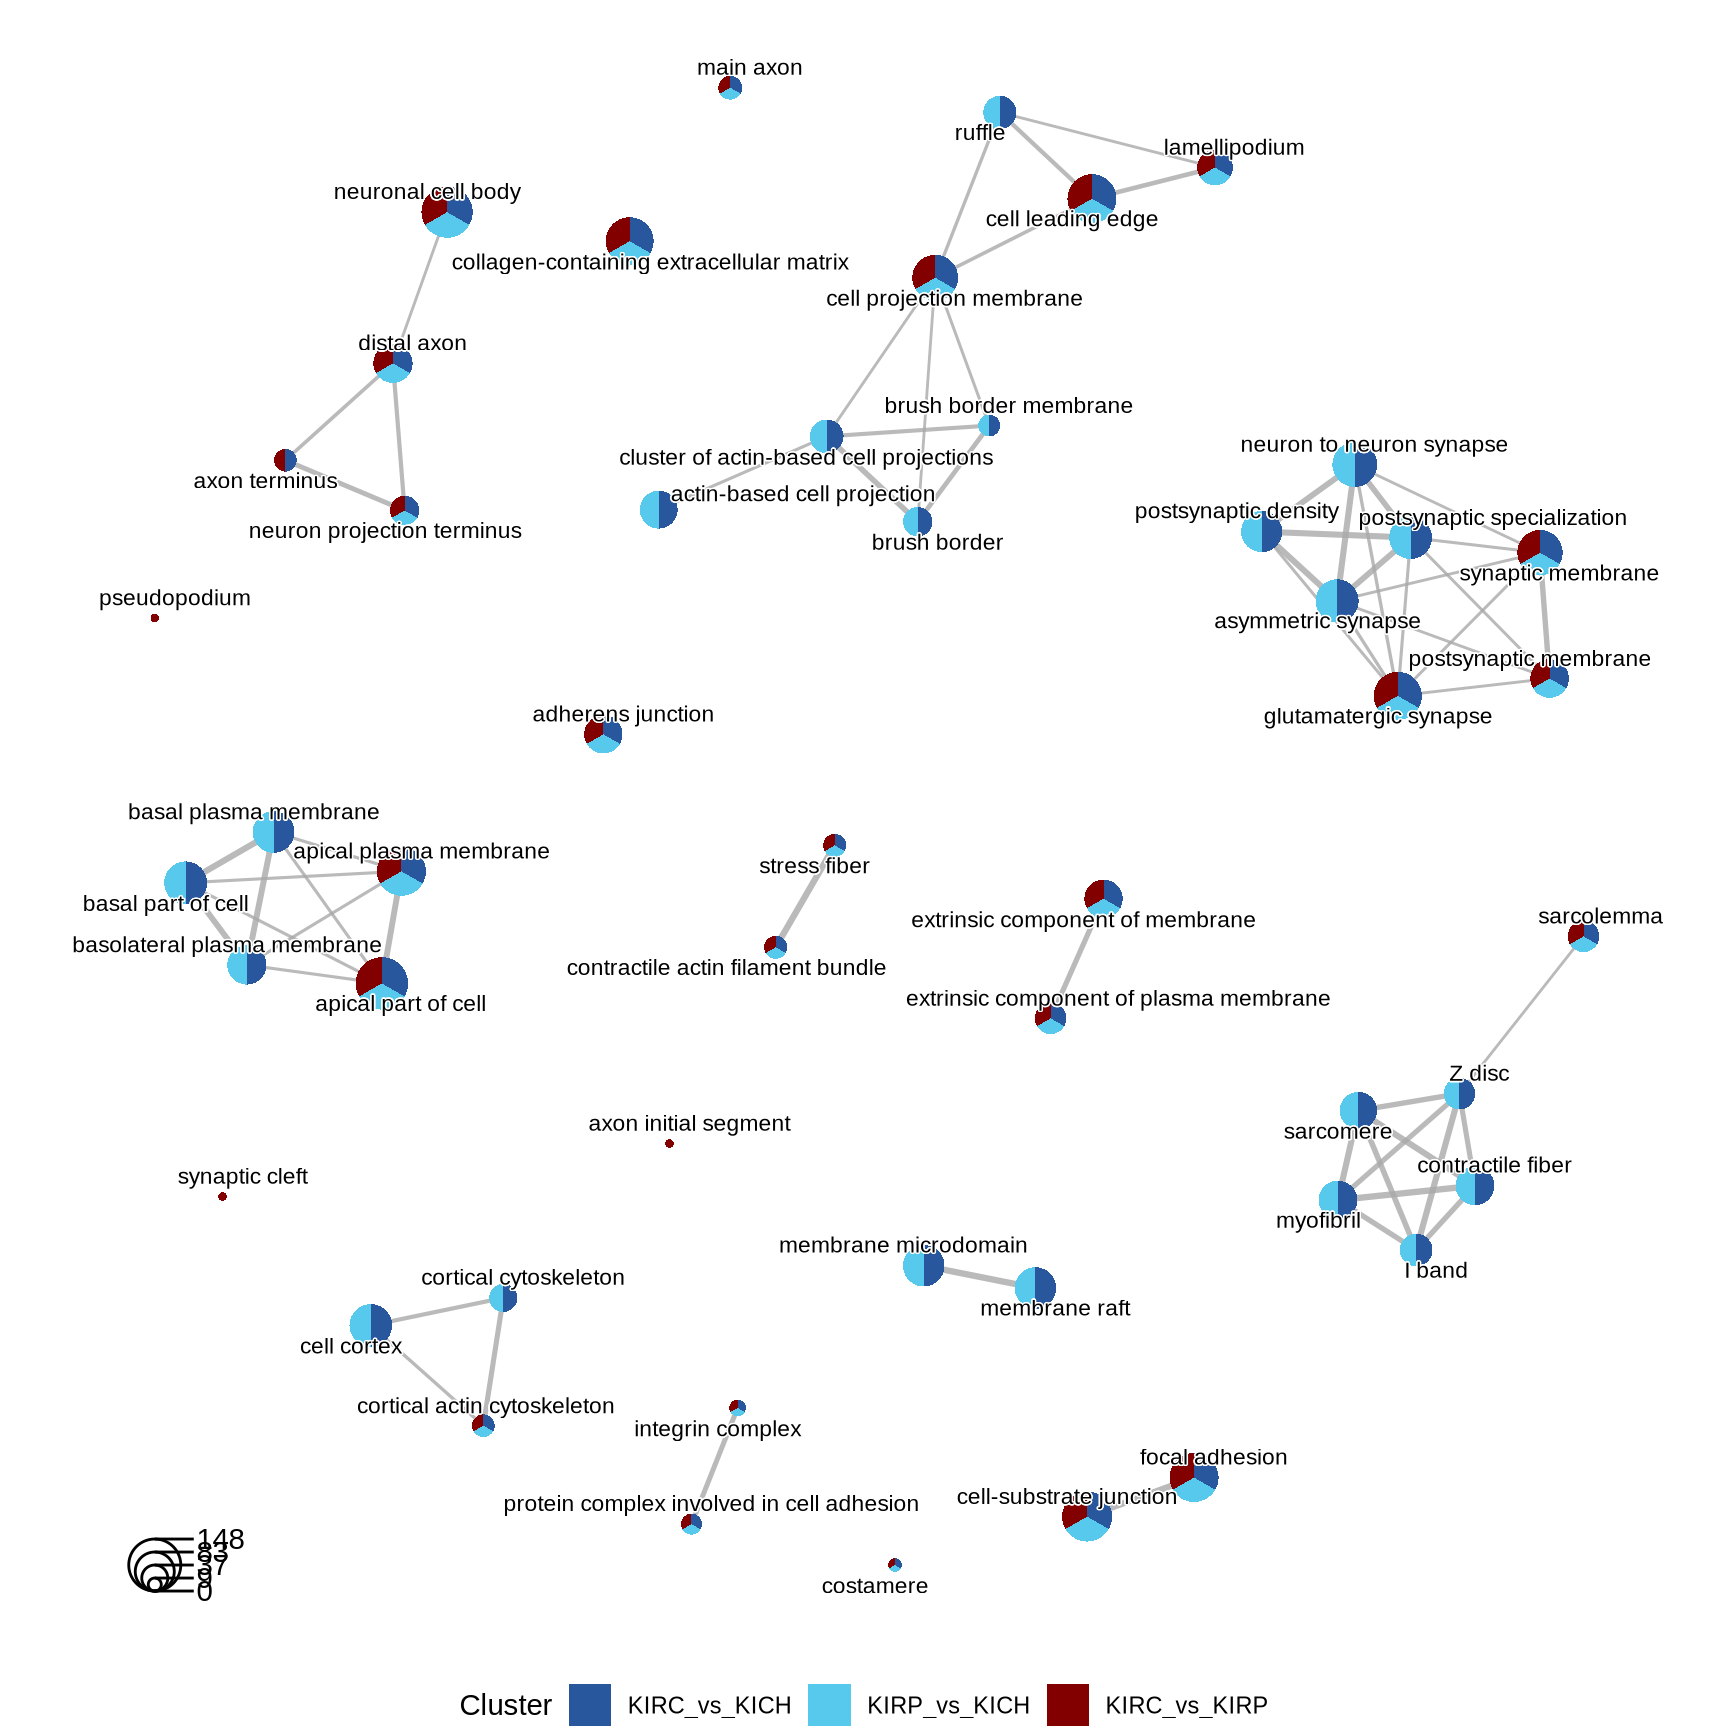 main axon
ruffle
lamellipodium
neuronal cell body
cell leading edge
collagen-containing extracellular matrix
cell projection membrane
distal axon
brush border membrane
neuron to neuron synapse
cluster of actin-based cell projections
axon terminus
actin-based cell projection
postsynaptic density
postsynaptic specialization
neuron projection terminus
brush border
synaptic membrane
pseudopodium
asymmetric synapse
postsynaptic membrane
adherens junction
glutamatergic synapse
basal plasma membrane
apical plasma membrane
stress fiber
basal part of cell
extrinsic component of membrane
sarcolemma
basolateral plasma membrane
contractile actin filament bundle
apical part of cell
extrinsic component of plasma membrane
Z disc
axon initial segment
sarcomere
contractile fiber
synaptic cleft
myofibril
membrane microdomain
I band
cortical cytoskeleton
membrane raft
cell cortex
cortical actin cytoskeleton
integrin complex
focal adhesion
cell-substrate junction
protein complex involved in cell adhesion
148
83
37
9
0
costamere
Cluster KIRC_vs_KICH KIRP_vs_KICH KIRC_vs_KIRP